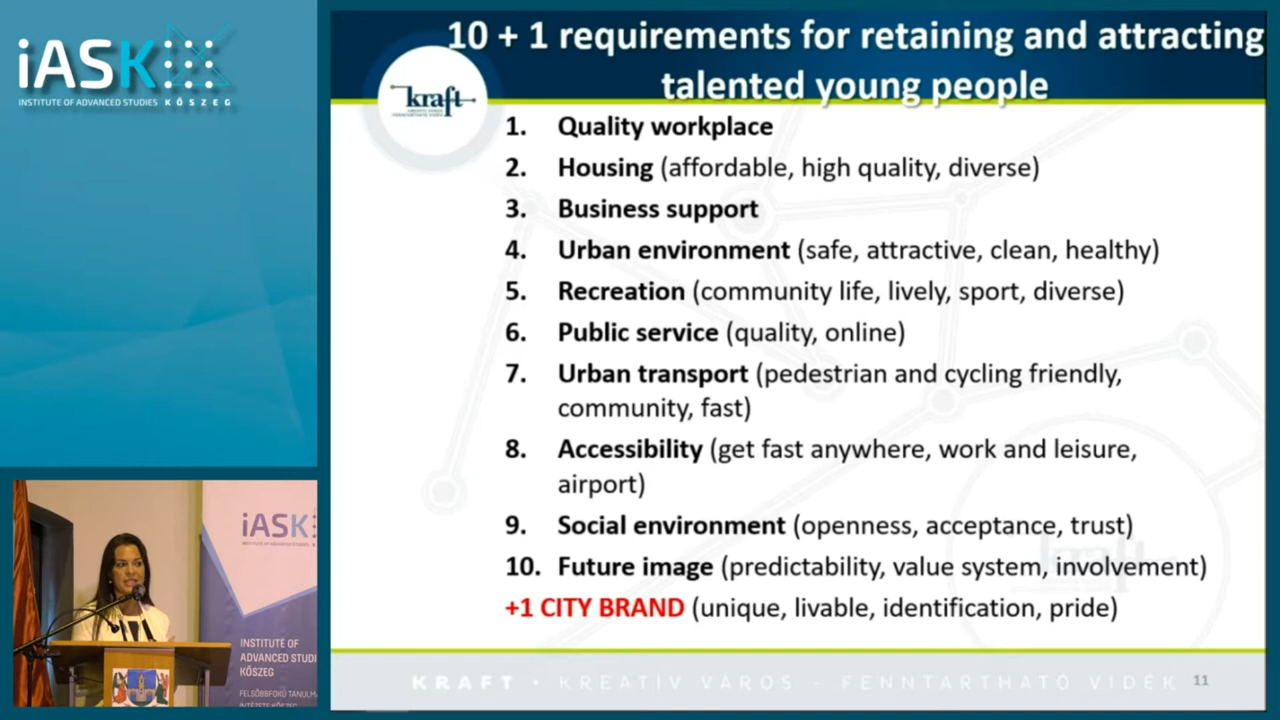 iASK
INSTITUTE OF ADVANCED STUDIES KŐSZEG
10 + 1 requirements for retaining and attracting
talented young people
kraft
1. Quality workplace
2. Housing (affordable, high quality, diverse)
3. Business support
4. Urban environment (safe, attractive, clean, healthy)
5. Recreation (community life, lively, sport, diverse)
6. Public service (quality, online)
7. Urban transport (pedestrian and cycling friendly,
community, fast)
8. Accessibility (get fast anywhere, work and leisure,
airport)
9. Social environment (openness, acceptance, trust)
10. Future image (predictability, value system, involvement)
+1 CITY BRAND (unique, livable, identification, pride)
KRAFT · KREATÍV VÁROS – FENNTARTHATÓ VIDÉK 11
iASK
INSTITUTE OF
ADVANCED STUDI
KŐSZEG
FELSŐBBFOKÚ TANULM
INTÉZETE KŐSZEG